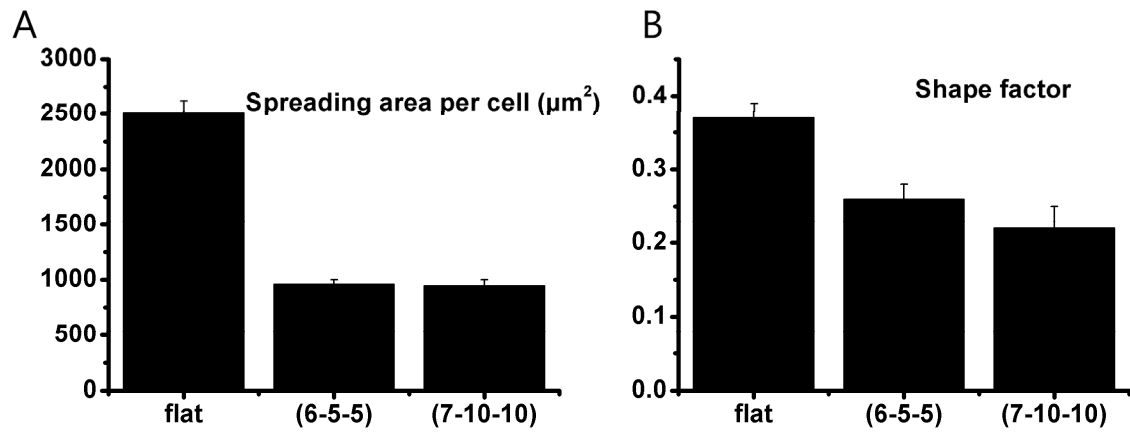 A
3000
2500
2000
1500
1000
500
0
Spreading area per cell (µm²)
flat (6-5-5) (7-10-10)
B
0.4
0.3
0.2
0.1
0.0
Shape factor
flat (6-5-5) (7-10-10)